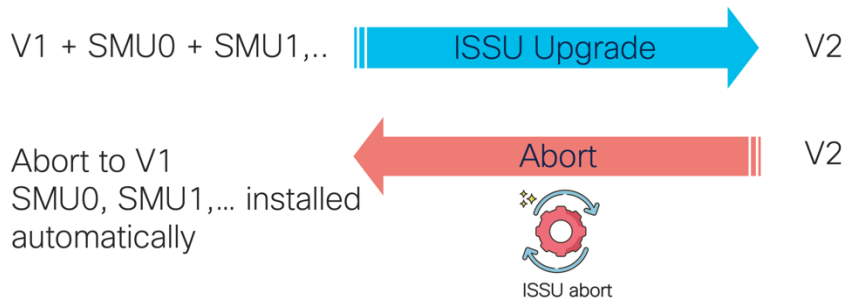 V1 + SMU0 + SMU1,..
ISSU Upgrade
V2
Abort to V1
SMU0, SMU1,... installed
automatically
Abort
V2
ISSU abort